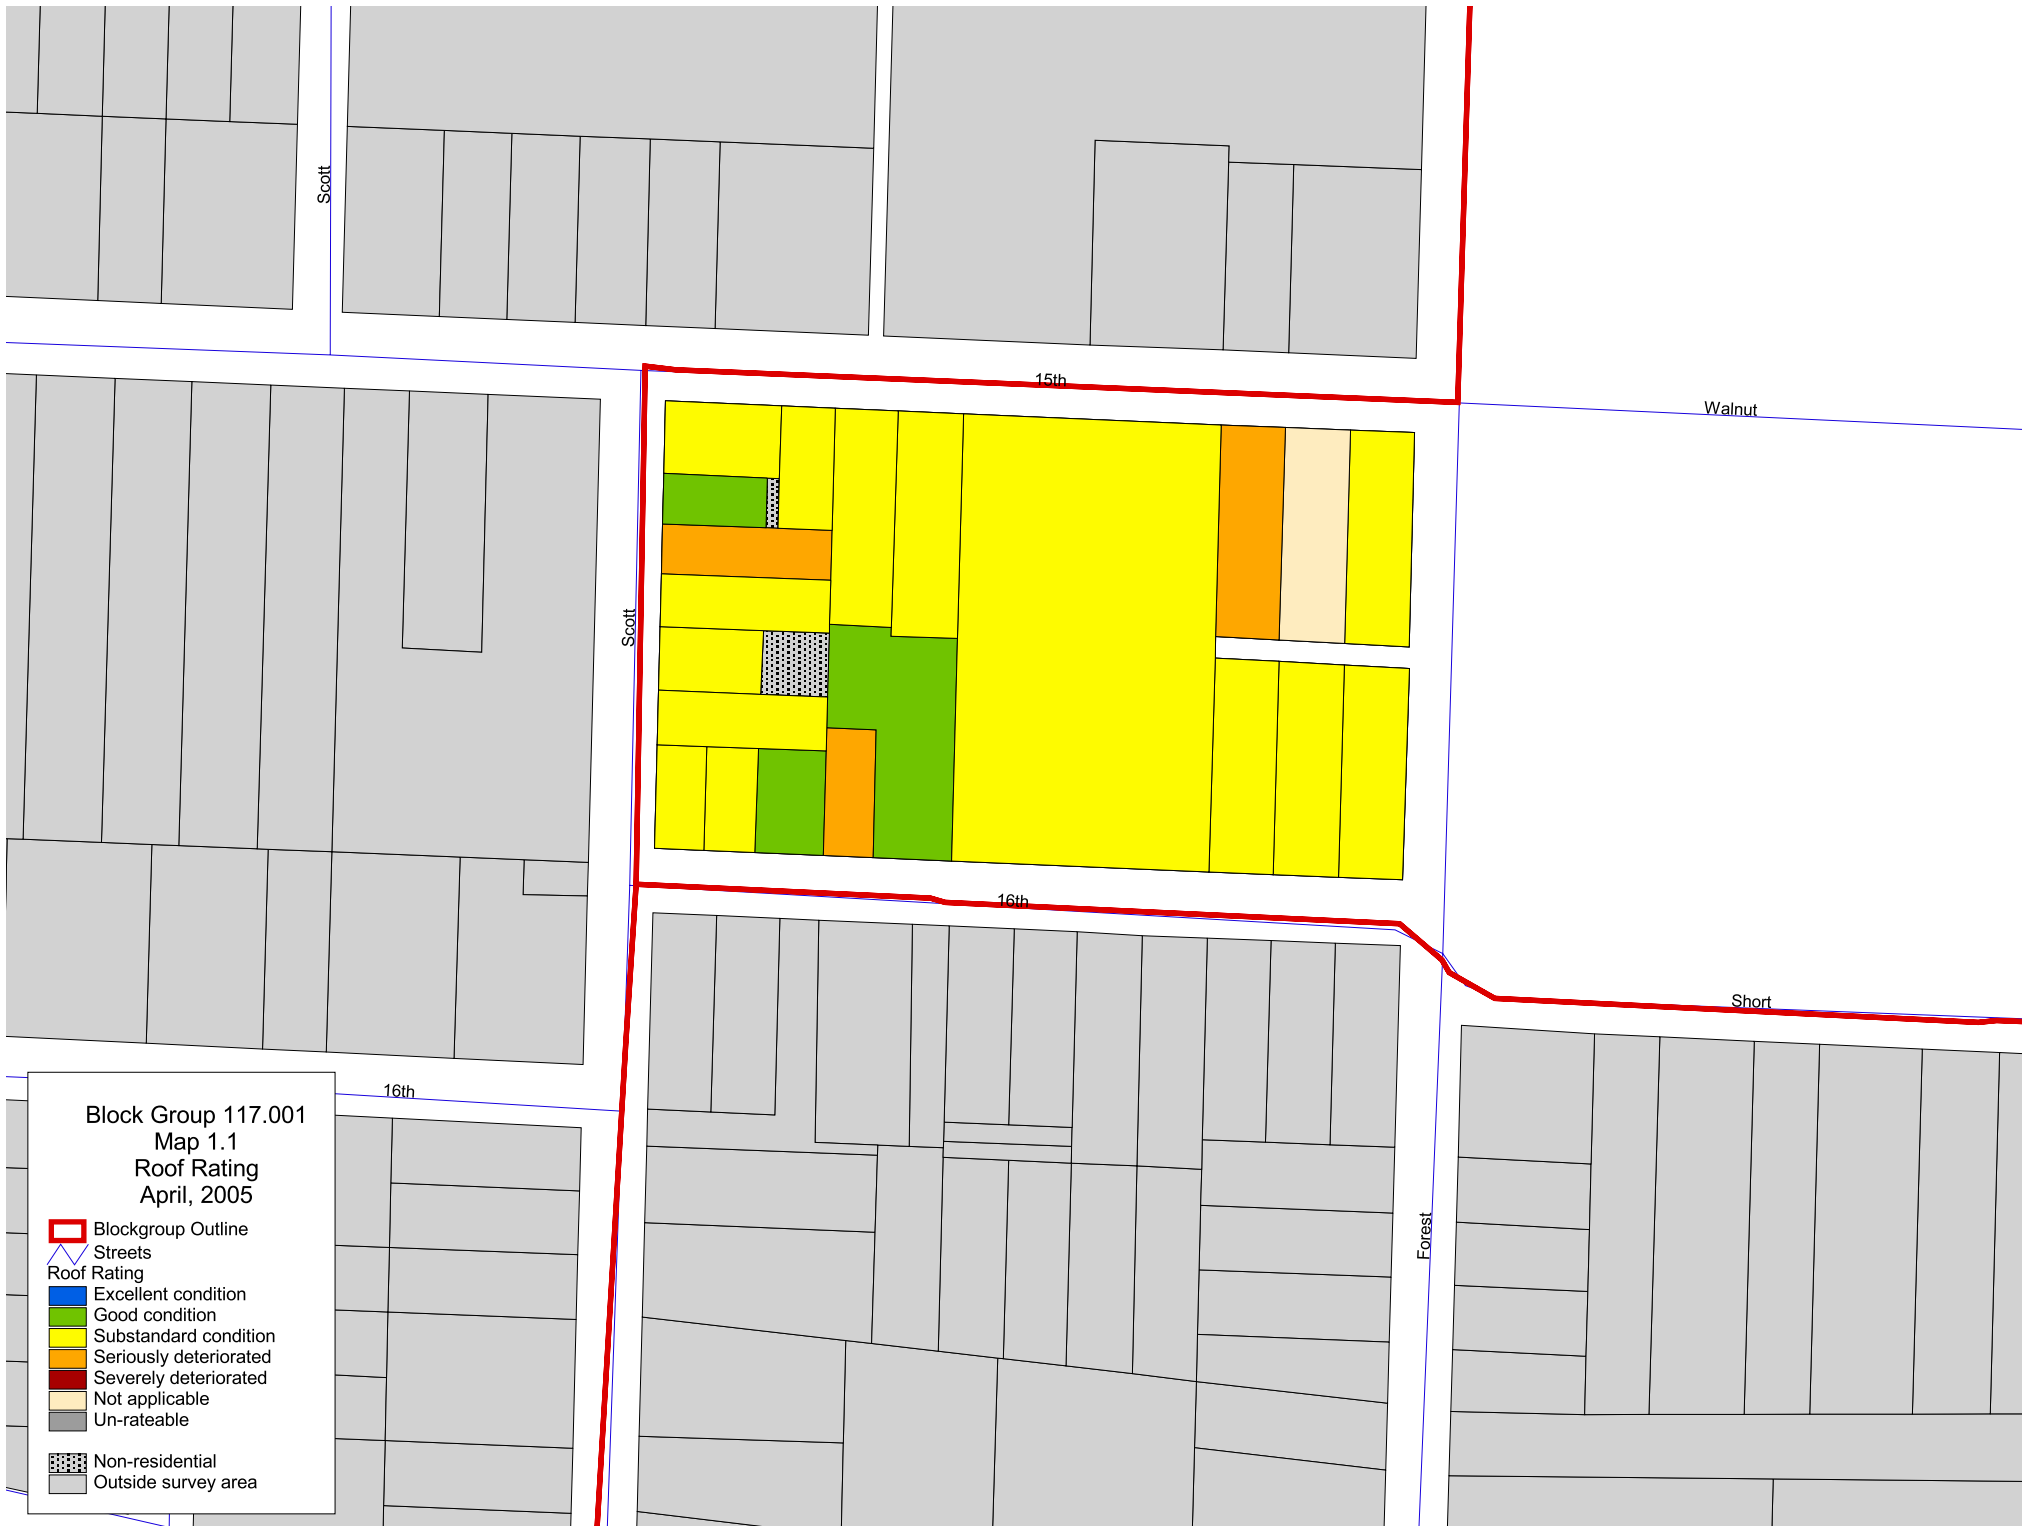 Scott
15th
Walnut
Scott
16th
Short
16th
Forest
Block Group 117.001
Map 1.1
Roof Rating
April, 2005
Blockgroup Outline
Streets
Roof Rating
Excellent condition
Good condition
Substandard condition
Seriously deteriorated
Severely deteriorated
Not applicable
Un-rateable
Non-residential
Outside survey area